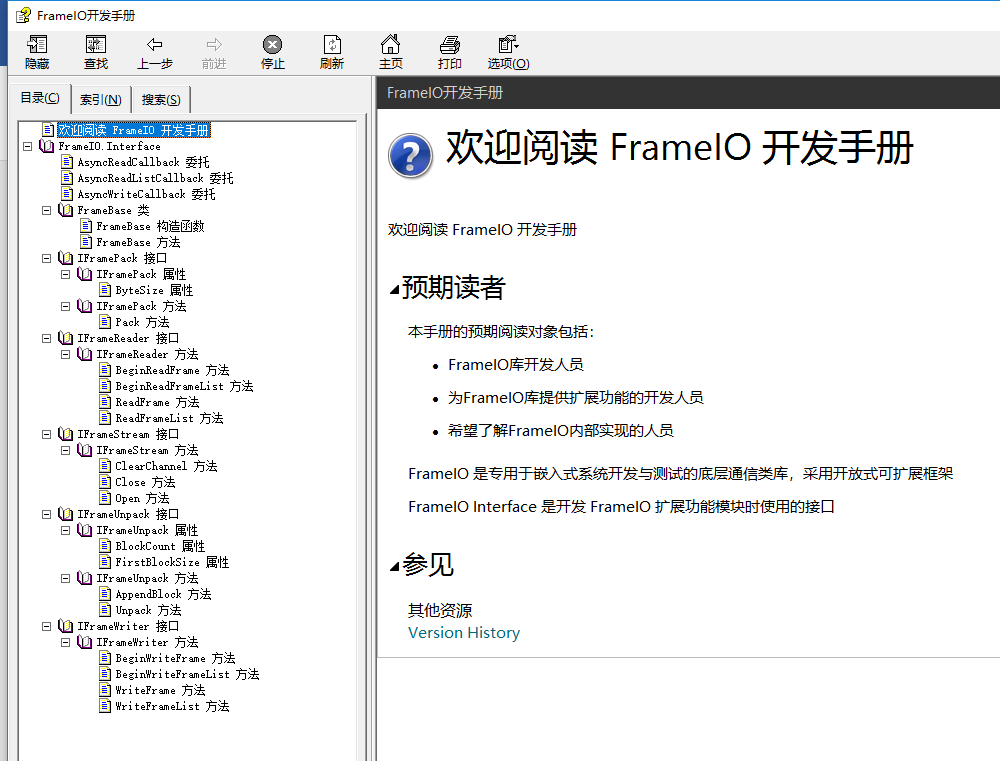 FrameIO开发手册
隐藏 查找 上一步 前进 停止 刷新 主页 打印 选项(O)
目录(C) 索引(N) 搜索(S)
欢迎阅读 FrameIO 开发手册
FrameIO.Interface
AsyncReadCallback 委托
AsyncReadListCallback 委托
AsyncWriteCallback 委托
FrameBase 类
FrameBase 构造函数
FrameBase 方法
IFramePack 接口
IFramePack 属性
ByteSize 属性
IFramePack 方法
Pack 方法
IFrameReader 接口
IFrameReader 方法
BeginReadFrame 方法
BeginReadFrameList 方法
ReadFrame 方法
ReadFrameList 方法
IFrameStream 接口
IFrameStream 方法
ClearChannel 方法
Close 方法
Open 方法
IFrameUnpack 接口
IFrameUnpack 属性
BlockCount 属性
FirstBlockSize 属性
IFrameUnpack 方法
AppendBlock 方法
Unpack 方法
IFrameWriter 接口
IFrameWriter 方法
BeginWriteFrame 方法
BeginWriteFrameList 方法
WriteFrame 方法
WriteFrameList 方法
FrameIO开发手册
欢迎阅读 FrameIO 开发手册
欢迎阅读 FrameIO 开发手册
预期读者
本手册的预期阅读对象包括：
FrameIO库开发人员
为FrameIO库提供扩展功能的开发人员
希望了解FrameIO内部实现的人员
FrameIO 是专用于嵌入式系统开发与测试的底层通信类库，采用开放式可扩展框架
FrameIO Interface 是开发 FrameIO 扩展功能模块时使用的接口
参见
其他资源
Version History